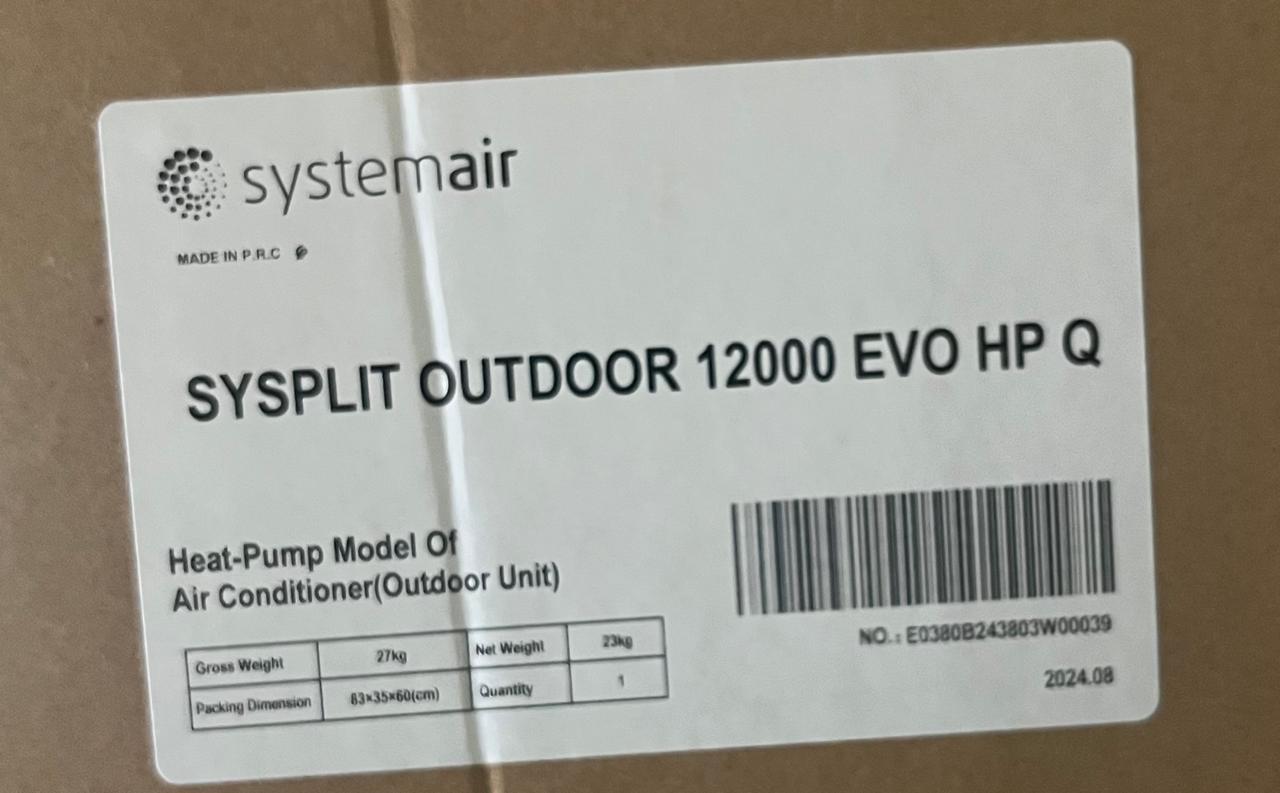 systemair
MADE IN P.R.C
SYSPLIT OUTDOOR 12000 EVO HP Q
Heat-Pump Model Of
Air Conditioner(Outdoor Unit)
Gross Weight 27kg Net Weight 23kg
Packing Dimension 83×35×60(cm) Quantity 1
NO.: E0380B243803W00039
2024.08